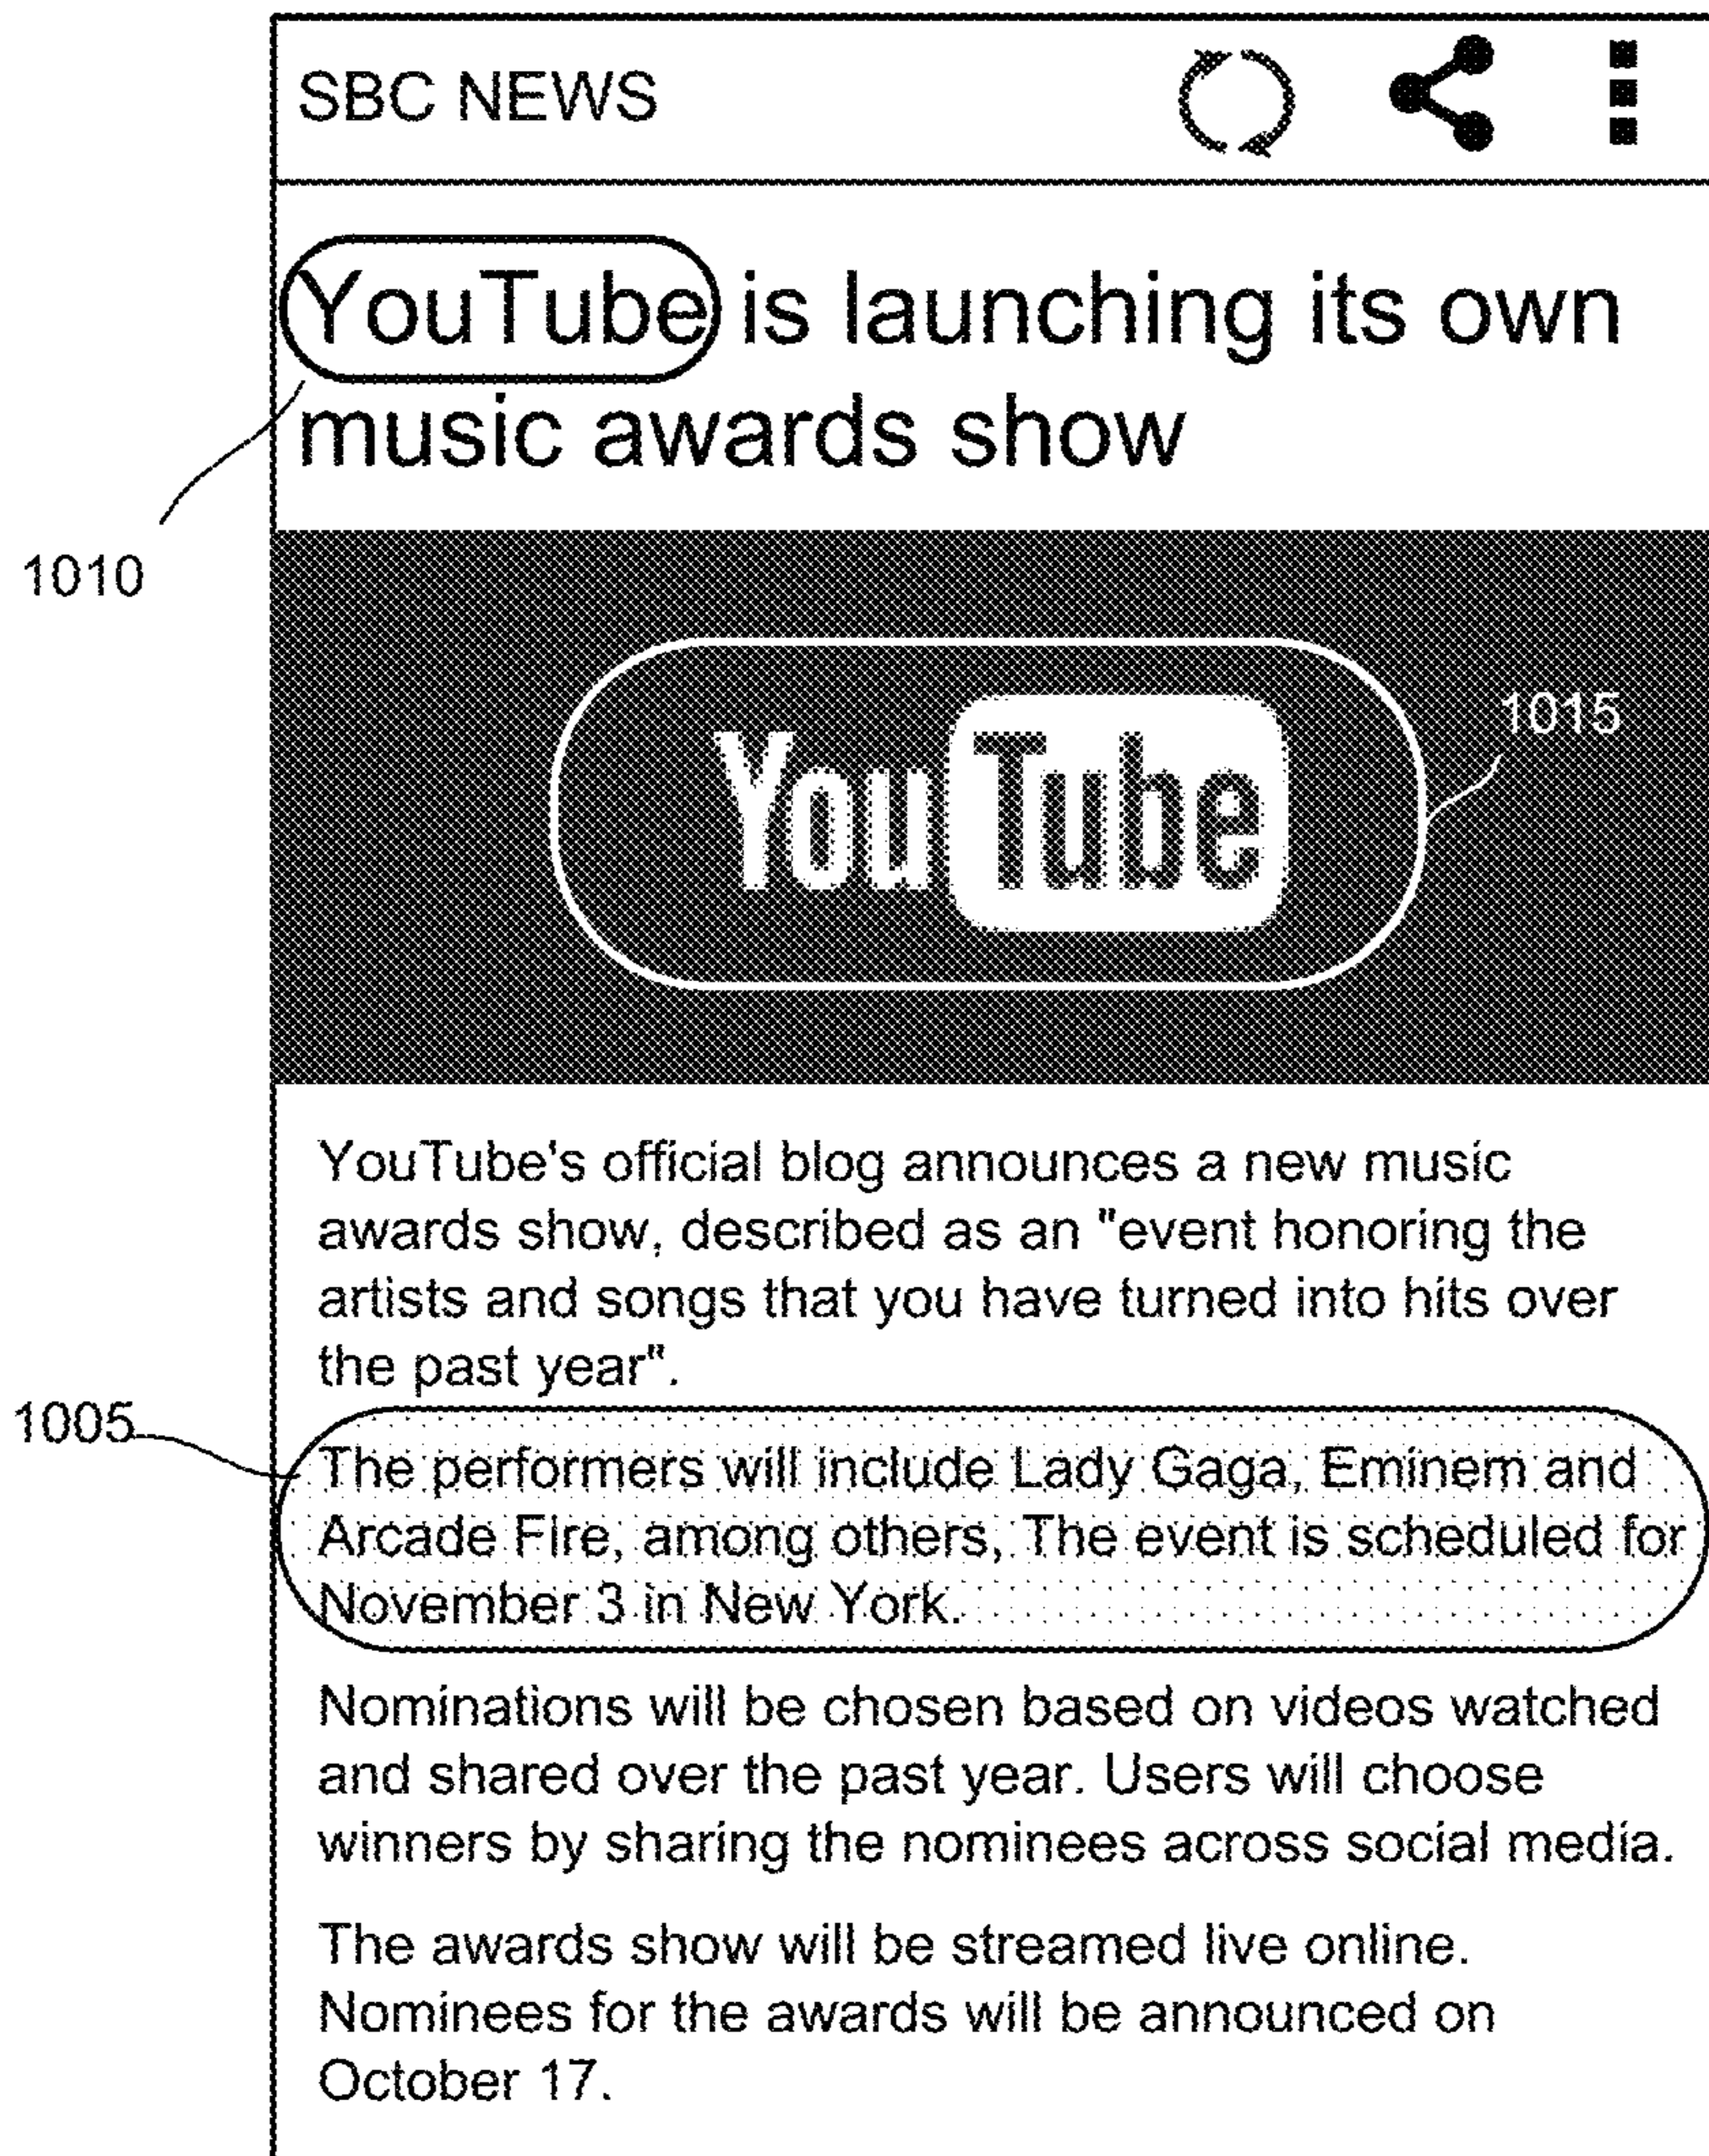 SBC NEWS
YouTube is launching its own
music awards show
1010
1015
YouTube
YouTube's official blog announces a new music
awards show, described as an "event honoring the
artists and songs that you have turned into hits over
the past year".
1005
The performers will include Lady Gaga, Eminem and
Arcade Fire, among others, The event is scheduled for
November 3 in New York.
Nominations will be chosen based on videos watched
and shared over the past year. Users will choose
winners by sharing the nominees across social media.
The awards show will be streamed live online.
Nominees for the awards will be announced on
October 17.